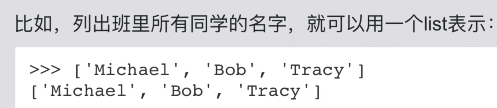 比如，列出班里所有同学的名字，就可以用一个list表示：
>>> ['Michael', 'Bob', 'Tracy']
['Michael', 'Bob', 'Tracy']